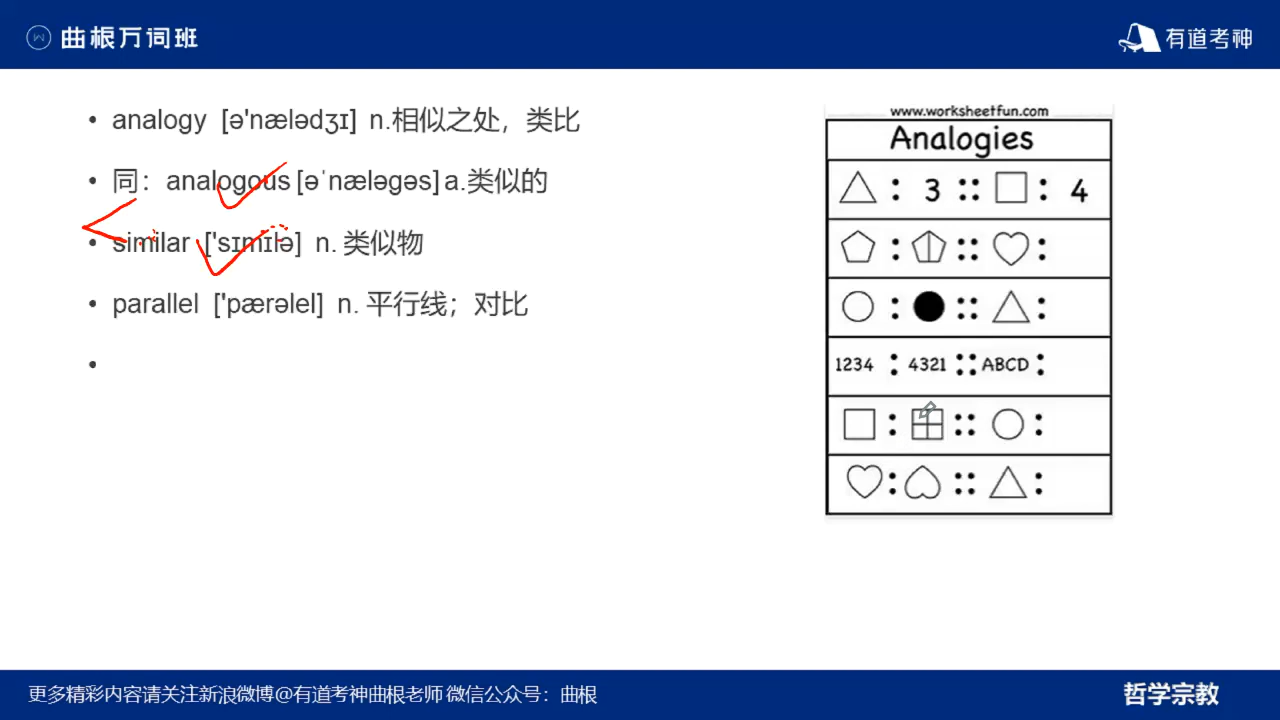 曲根万词班
有道考神
• analogy [ə'nælədʒɪ] n.相似之处，类比
• 同：analogous [əˈnæləgəs] a.类似的
• similar ['sɪmɪlə] n. 类似物
• parallel ['pærəlel] n. 平行线；对比
•
www.worksheetfun.com
Analogies
: 3 :: : 4
: :: :
: :: :
1234 : 4321 :: ABCD :
: :: :
: :: :
更多精彩内容请关注新浪微博@有道考神曲根老师 微信公众号：曲根
哲学宗教